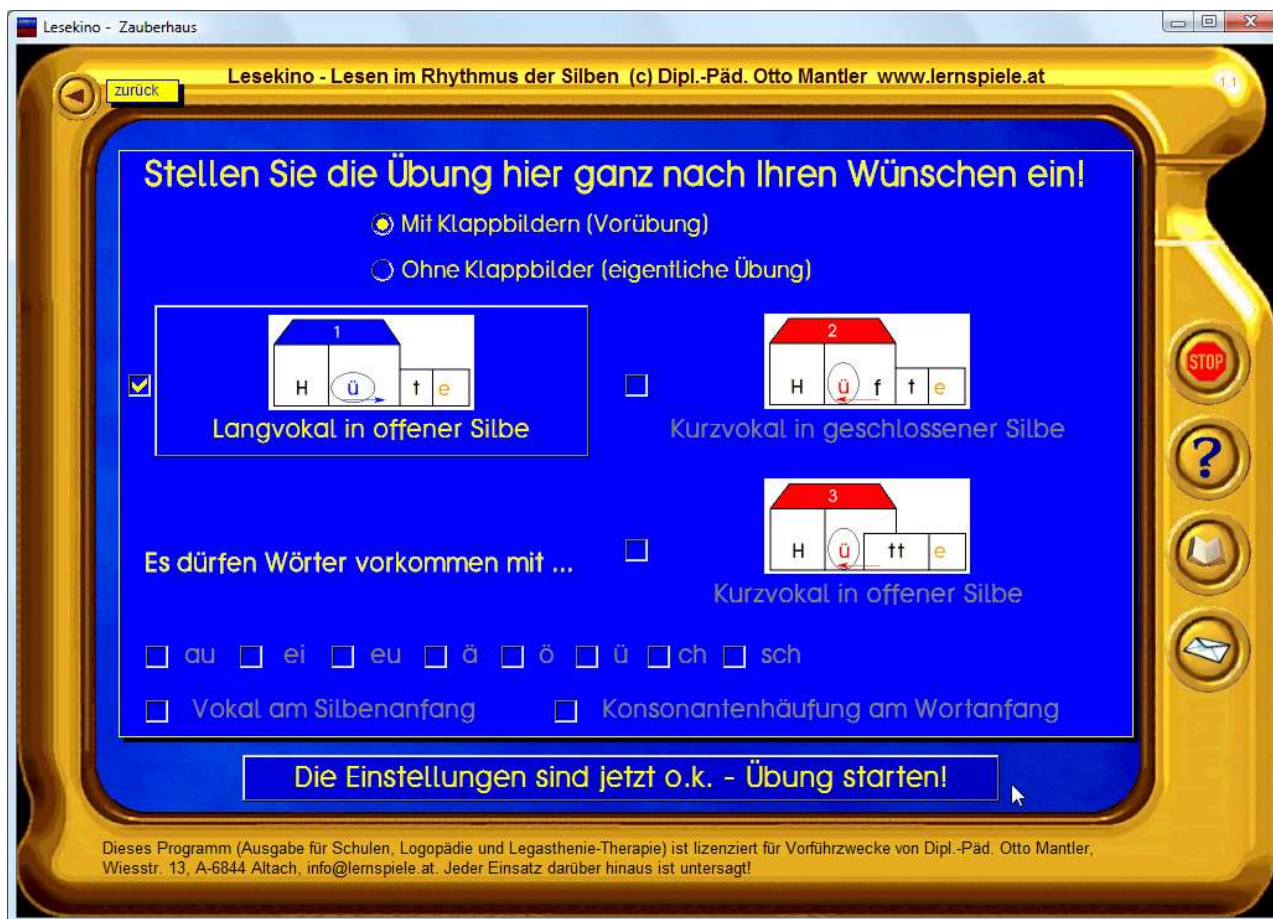 Lesekino - Zauberhaus
Lesekino - Lesen im Rhythmus der Silben (c) Dipl.-Päd. Otto Mantler www.lernspiele.at
1.1
zurück
Stellen Sie die Übung hier ganz nach Ihren Wünschen ein!
Mit Klappbildern (Vorübung)
Ohne Klappbilder (eigentliche Übung)
1
H ü t e
Langvokal in offener Silbe
2
H ü f t e
Kurzvokal in geschlossener Silbe
3
H ü tt e
Kurzvokal in offener Silbe
Es dürfen Wörter vorkommen mit ...
au ei eu ä ö ü ch sch
Vokal am Silbenanfang Konsonantenhäufung am Wortanfang
Die Einstellungen sind jetzt o.k. - Übung starten!
STOP
?
Dieses Programm (Ausgabe für Schulen, Logopädie und Legasthenie-Therapie) ist lizenziert für Vorführzwecke von Dipl.-Päd. Otto Mantler,
Wiesstr. 13, A-6844 Altach, info@lernspiele.at. Jeder Einsatz darüber hinaus ist untersagt!